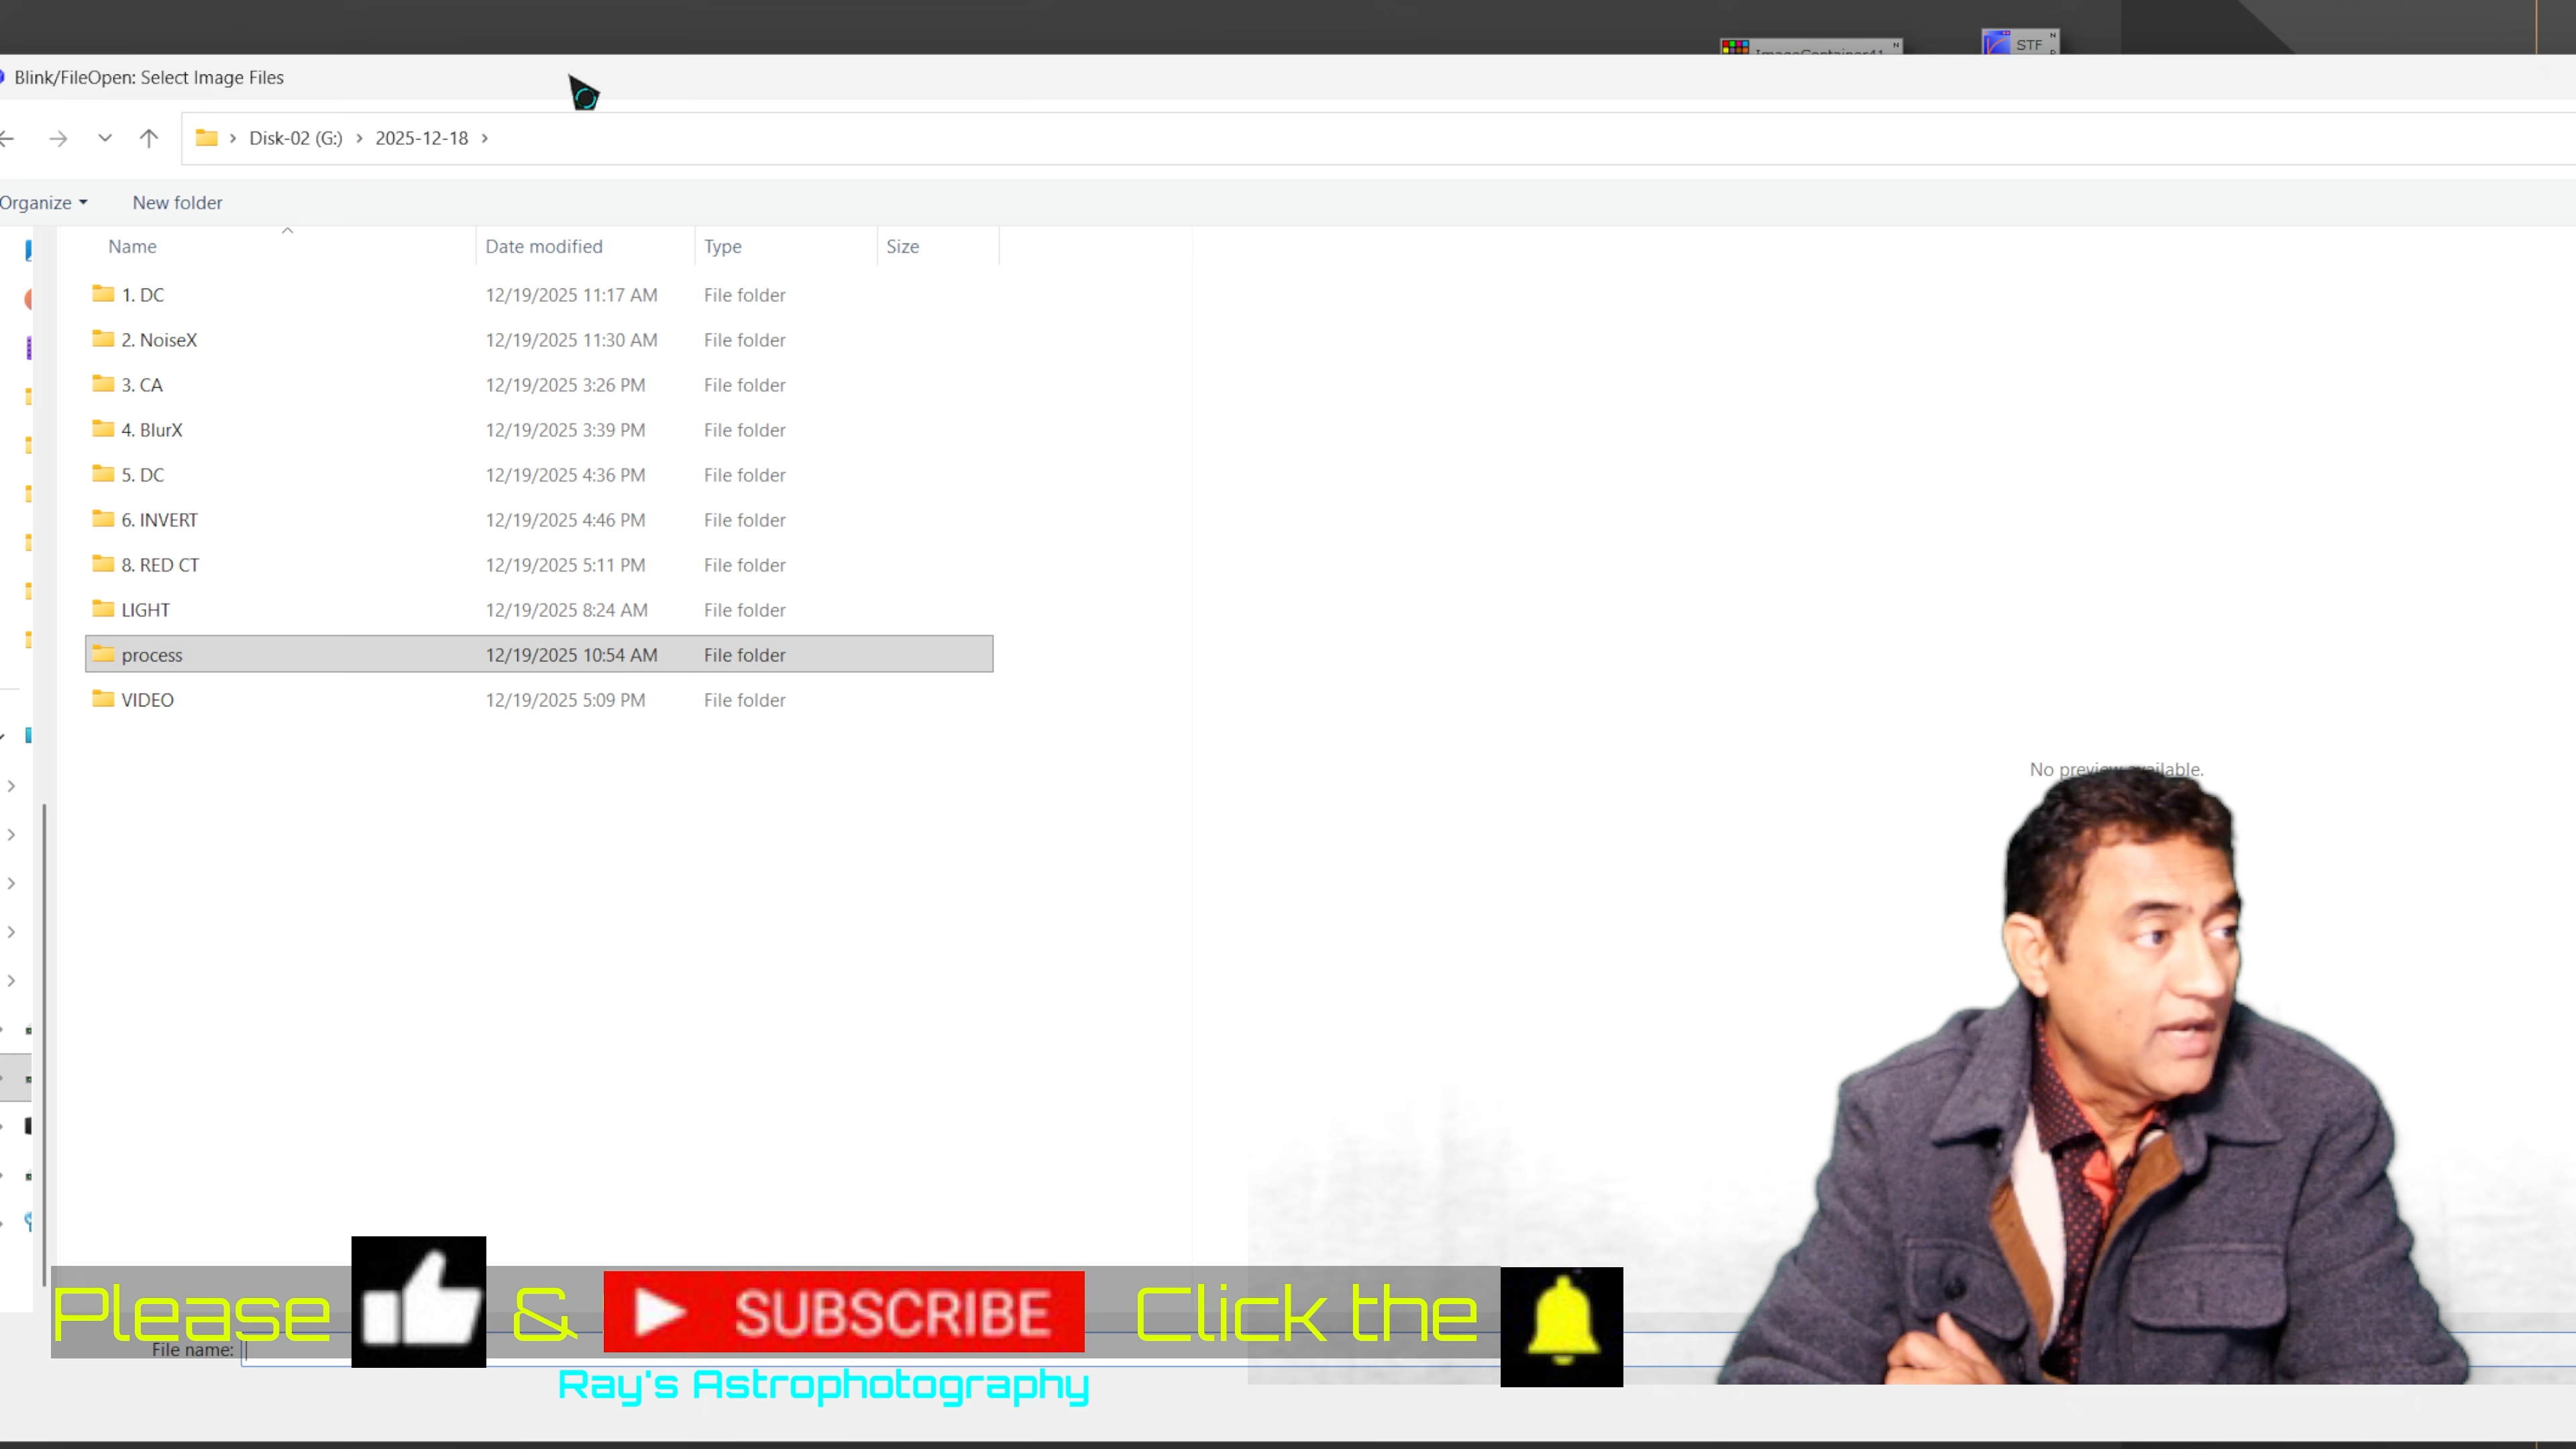 STF
Blink/FileOpen: Select Image Files
Disk-02 (G:) > 2025-12-18 >
Organize New folder
Name Date modified Type Size
1. DC 12/19/2025 11:17 AM File folder
2. NoiseX 12/19/2025 11:30 AM File folder
3. CA 12/19/2025 3:26 PM File folder
4. BlurX 12/19/2025 3:39 PM File folder
5. DC 12/19/2025 4:36 PM File folder
6. INVERT 12/19/2025 4:46 PM File folder
8. RED CT 12/19/2025 5:11 PM File folder
LIGHT 12/19/2025 8:24 AM File folder
process 12/19/2025 10:54 AM File folder
VIDEO 12/19/2025 5:09 PM File folder
No preview available.
Please & SUBSCRIBE Click the
File name:
Ray's Astrophotography